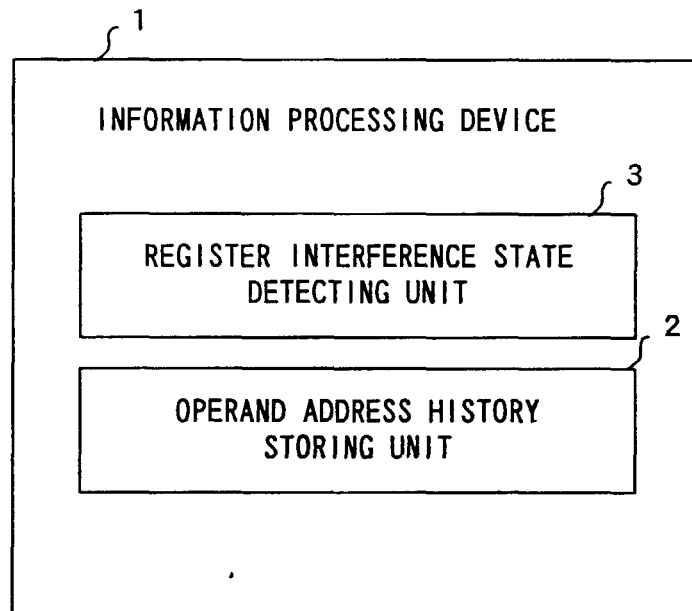 1
INFORMATION PROCESSING DEVICE
3
REGISTER INTERFERENCE STATE
DETECTING UNIT
2
OPERAND ADDRESS HISTORY
STORING UNIT